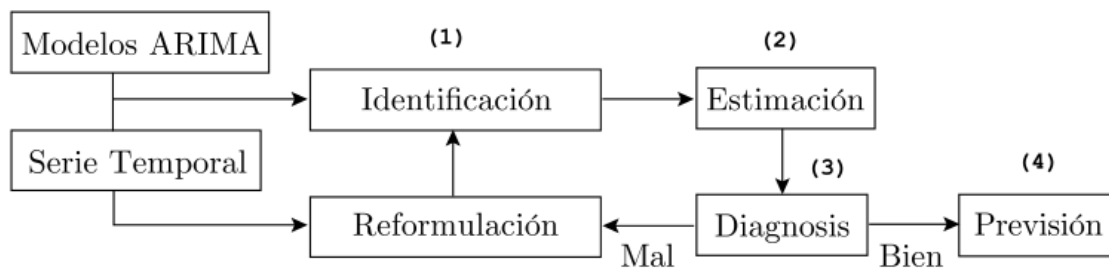 Modelos ARIMA
(1)
(2)
Identificación
Estimación
Serie Temporal
(3)
(4)
Reformulación
Diagnosis
Previsión
Mal
Bien